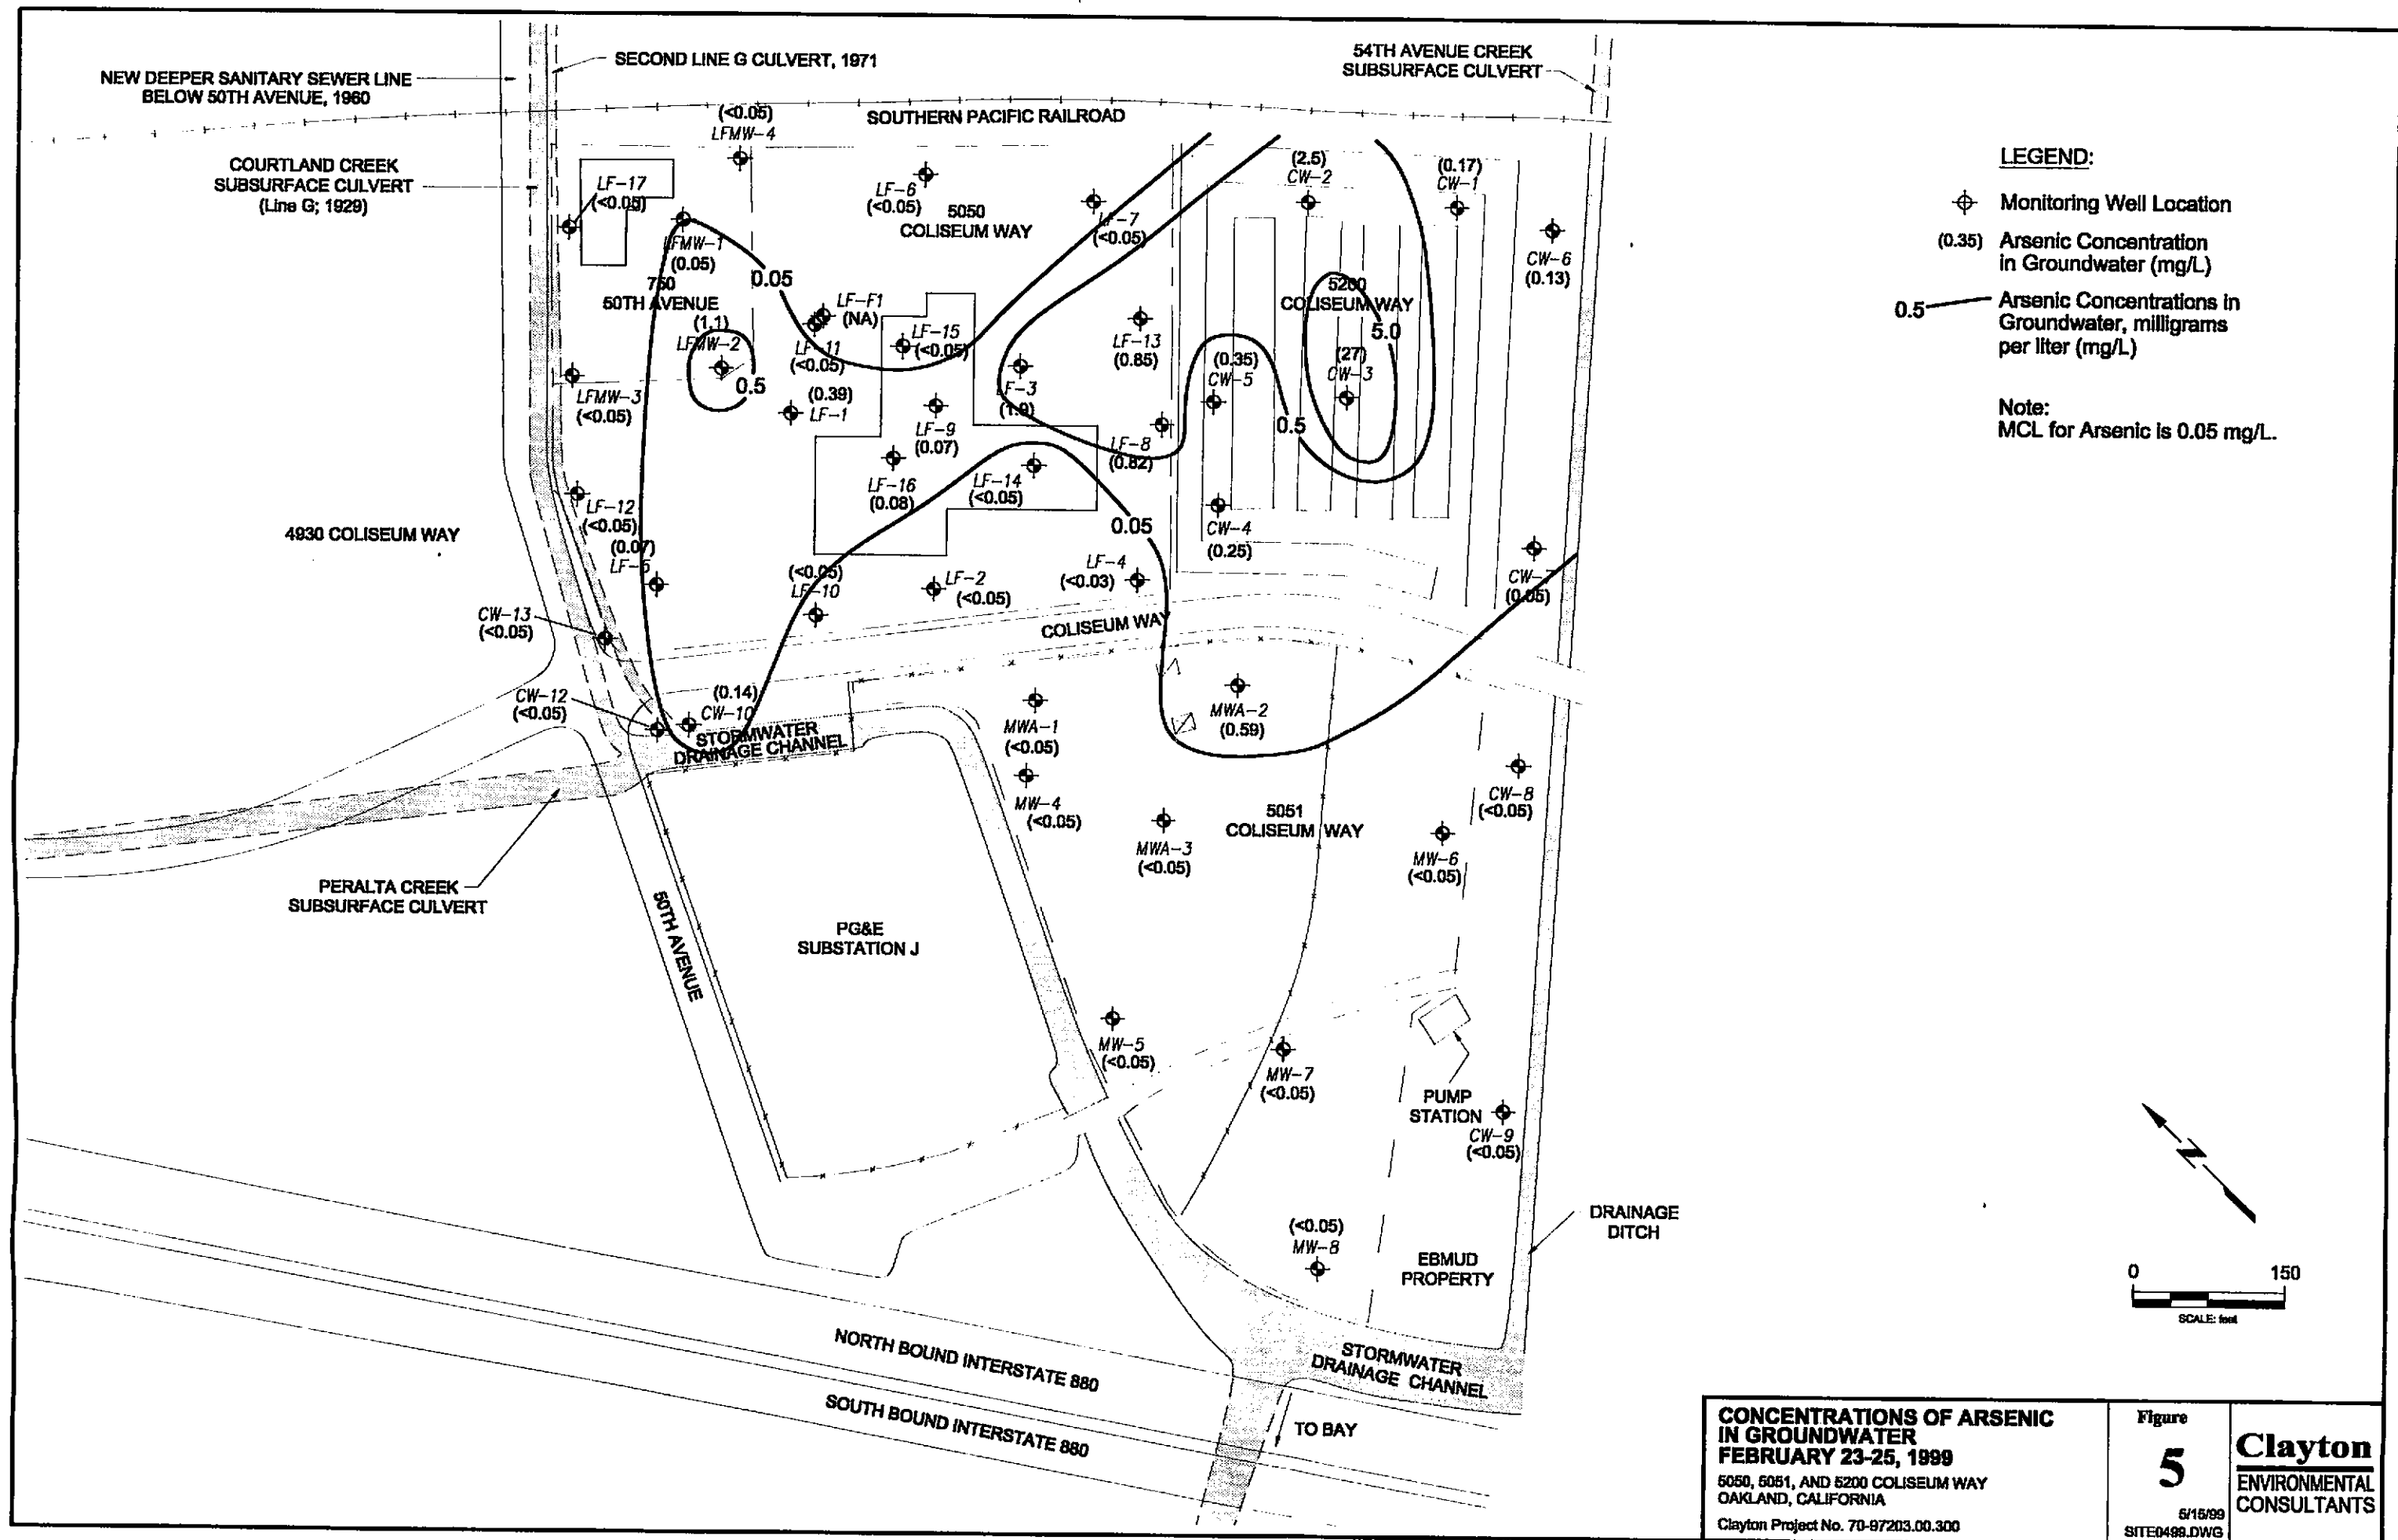 SECOND LINE G CULVERT, 1971
54TH AVENUE CREEK
SUBSURFACE CULVERT
NEW DEEPER SANITARY SEWER LINE
BELOW 50TH AVENUE, 1960
(<0.05)
LFMW-4
SOUTHERN PACIFIC RAILROAD
COURTLAND CREEK
SUBSURFACE CULVERT
(Line G; 1929)
LF-17
(<0.05)
LF-6
(<0.05)
5050
COLISEUM WAY
LF-7
(<0.05)
(2.5)
CW-2
(0.17)
CW-1
CW-6
(0.13)
LFMW-1
(0.05)
750
50TH AVENUE
0.05
(1.1)
LFMW-2
0.5
LF-F1
(NA)
LF-11
(<0.05)
LF-15
(<0.05)
LF-13
(0.85)
5200
COLISEUM WAY
5.0
(0.35)
CW-5
(27)
CW-3
0.5
LFMW-3
(<0.05)
(0.39)
LF-1
LF-3
(1.9)
LF-9
(0.07)
LF-8
(0.82)
LF-16
(0.08)
LF-14
(<0.05)
LF-12
(<0.05)
4930 COLISEUM WAY
(0.07)
LF-5
0.05
CW-4
(0.25)
(<0.05)
LF-10
LF-2
(<0.05)
LF-4
(<0.03)
CW-7
(0.05)
CW-13
(<0.05)
COLISEUM WAY
CW-12
(<0.05)
(0.14)
CW-10
STORMWATER
DRAINAGE CHANNEL
MWA-1
(<0.05)
MWA-2
(0.59)
MW-4
(<0.05)
MWA-3
(<0.05)
5051
COLISEUM WAY
CW-8
(<0.05)
MW-6
(<0.05)
PERALTA CREEK
SUBSURFACE CULVERT
50TH AVENUE
PG&E
SUBSTATION J
MW-5
(<0.05)
MW-7
(<0.05)
PUMP
STATION
CW-9
(<0.05)
(<0.05)
MW-8
EBMUD
PROPERTY
DRAINAGE
DITCH
NORTH BOUND INTERSTATE 880
SOUTH BOUND INTERSTATE 880
STORMWATER
DRAINAGE CHANNEL
TO BAY
LEGEND:
Monitoring Well Location
(0.35) Arsenic Concentration
in Groundwater (mg/L)
0.5 Arsenic Concentrations in
Groundwater, milligrams
per liter (mg/L)
Note:
MCL for Arsenic is 0.05 mg/L.
N
0 150
SCALE: feet
CONCENTRATIONS OF ARSENIC
IN GROUNDWATER
FEBRUARY 23-25, 1999
5050, 5051, AND 5200 COLISEUM WAY
OAKLAND, CALIFORNIA
Clayton Project No. 70-97203.00.300
Figure
5
5/15/99
SITE0499.DWG
Clayton
ENVIRONMENTAL
CONSULTANTS